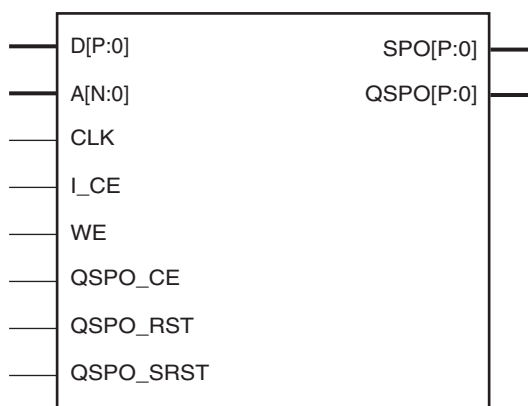 D[P:0] SPO[P:0]
A[N:0] QSPO[P:0]
CLK
I_CE
WE
QSPO_CE
QSPO_RST
QSPO_SRST